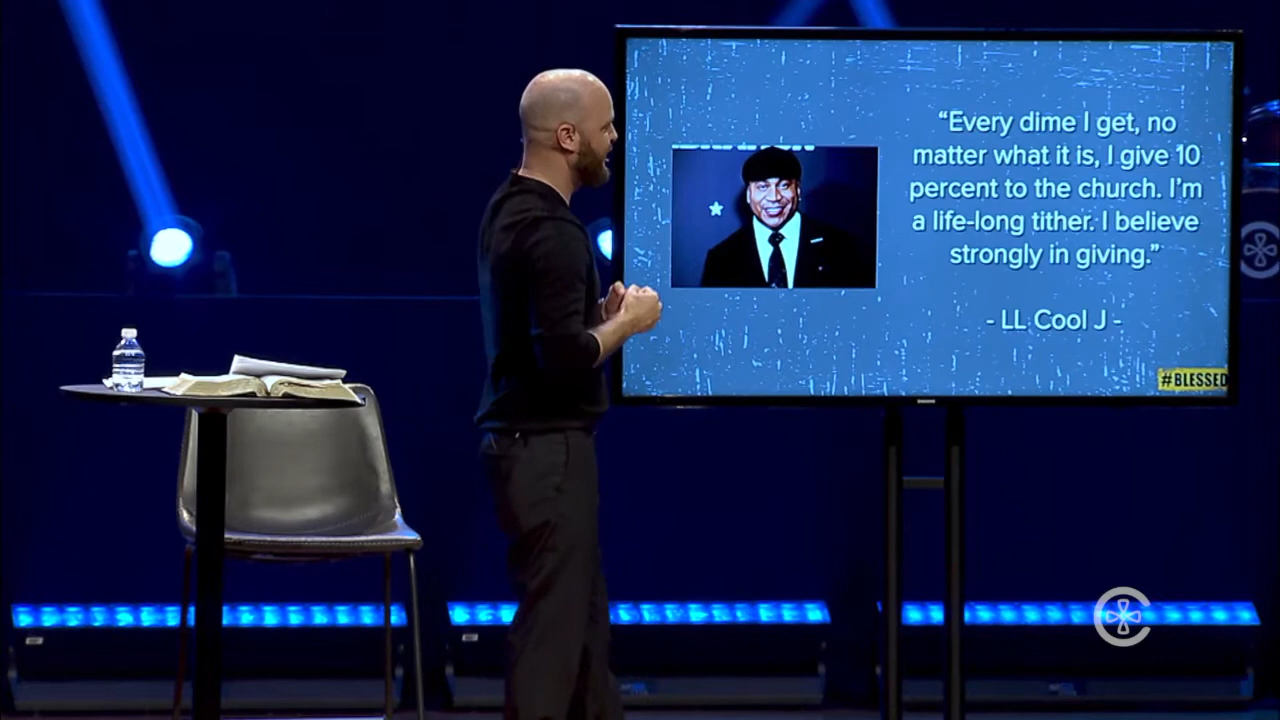 “Every dime I get, no
matter what it is, I give 10
percent to the church. I’m
a life-long tither. I believe
strongly in giving.”
- LL Cool J -
#BLESSED